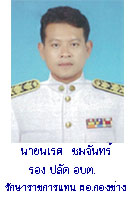 นายนเรศ ชมจันทร์
รอง ปลัด อบต.
รักษาราชการแทน ผอ.กองช่าง